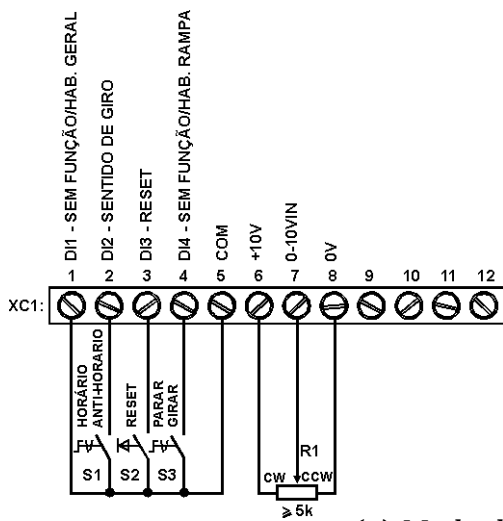 DI1 - SEM FUNÇÃO/HAB. GERAL
DI2 - SENTIDO DE GIRO
DI3 - RESET
DI4 - SEM FUNÇÃO/HAB. RAMPA
COM
+10V
0-10VIN
0V
1 2 3 4 5 6 7 8 9 10 11 12
XC1:
HORÁRIO
ANTI-HORARIO
RESET
PARAR
GIRAR
S1 S2 S3
R1
CW CCW
⩾ 5k